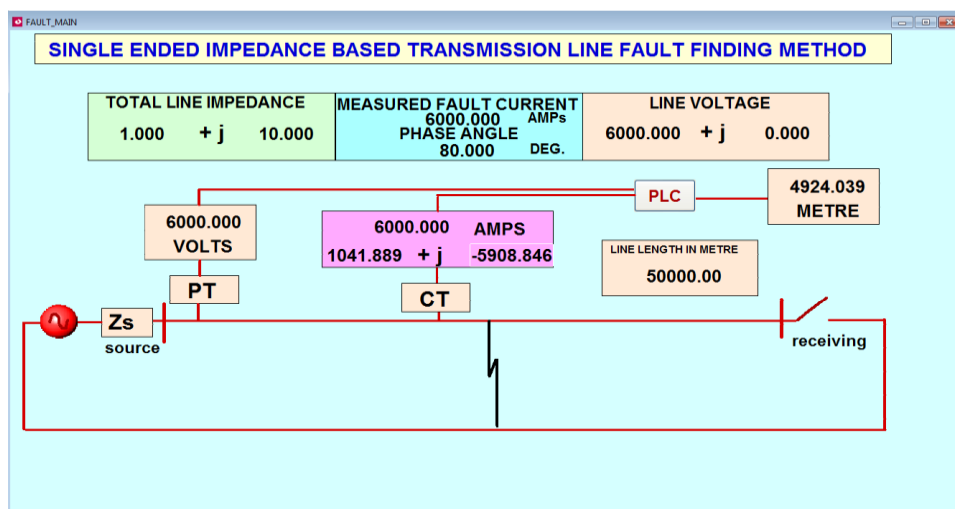 FAULT_MAIN
SINGLE ENDED IMPEDANCE BASED TRANSMISSION LINE FAULT FINDING METHOD
TOTAL LINE IMPEDANCE
1.000 + j 10.000
MEASURED FAULT CURRENT
6000.000 AMPs
PHASE ANGLE
80.000 DEG.
LINE VOLTAGE
6000.000 + j 0.000
PLC
4924.039
METRE
6000.000
VOLTS
6000.000 AMPS
1041.889 + j -5908.846
LINE LENGTH IN METRE
50000.00
PT
CT
Zs
source
receiving